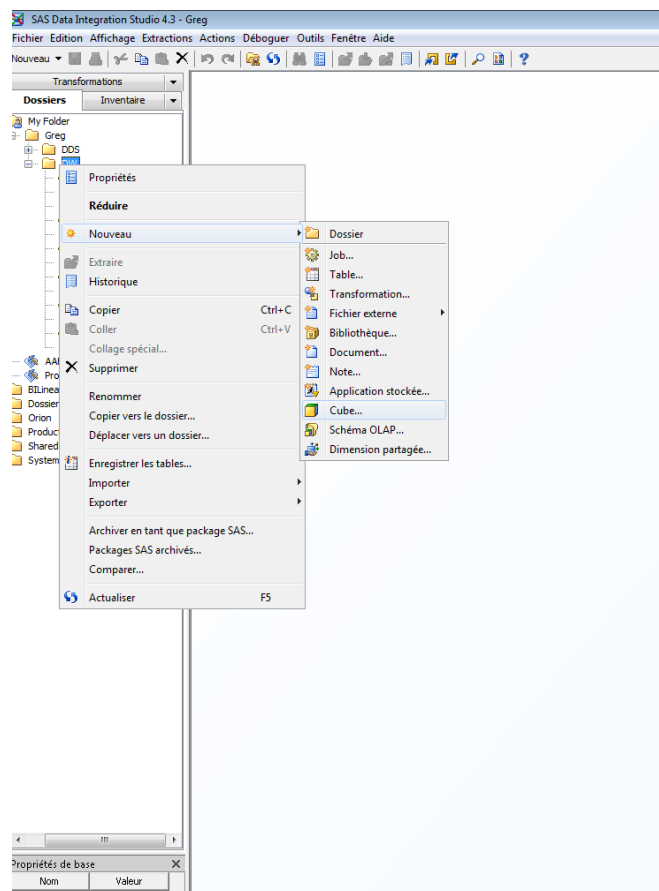 SAS Data Integration Studio 4.3 - Greg
Fichier Edition Affichage Extractions Actions Déboguer Outils Fenêtre Aide
Nouveau
Transformations
Dossiers Inventaire
My Folder
Greg
DDS
Propriétés
Réduire
Nouveau
Extraire
Historique
Copier Ctrl+C
Coller Ctrl+V
Collage spécial...
Supprimer
Renommer
Copier vers le dossier...
Déplacer vers un dossier...
Enregistrer les tables...
Importer
Exporter
Archiver en tant que package SAS...
Packages SAS archivés...
Comparer...
Actualiser F5
Dossier
Job...
Table...
Transformation...
Fichier externe
Bibliothèque...
Document...
Note...
Application stockée...
Cube...
Schéma OLAP...
Dimension partagée...
Pro
BILinea
Dossier
Orion
Produc
Shared
System
Propriétés de base
Nom Valeur